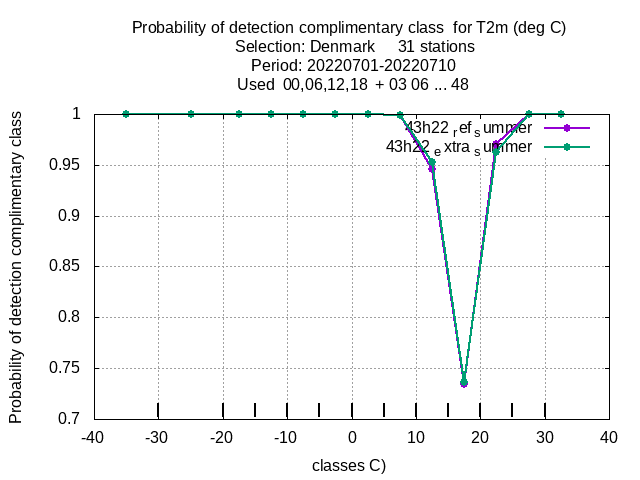 Probability of detection complimentary class for T2m (deg C)
Selection: Denmark 31 stations
Period: 20220701-20220710
Used 00,06,12,18 + 03 06 ... 48
Probability of detection complimentary class
1
0.95
0.9
0.85
0.8
0.75
0.7
43h22 ref summer
43h22 extra summer
-40 -30 -20 -10 0 10 20 30 40
classes C)